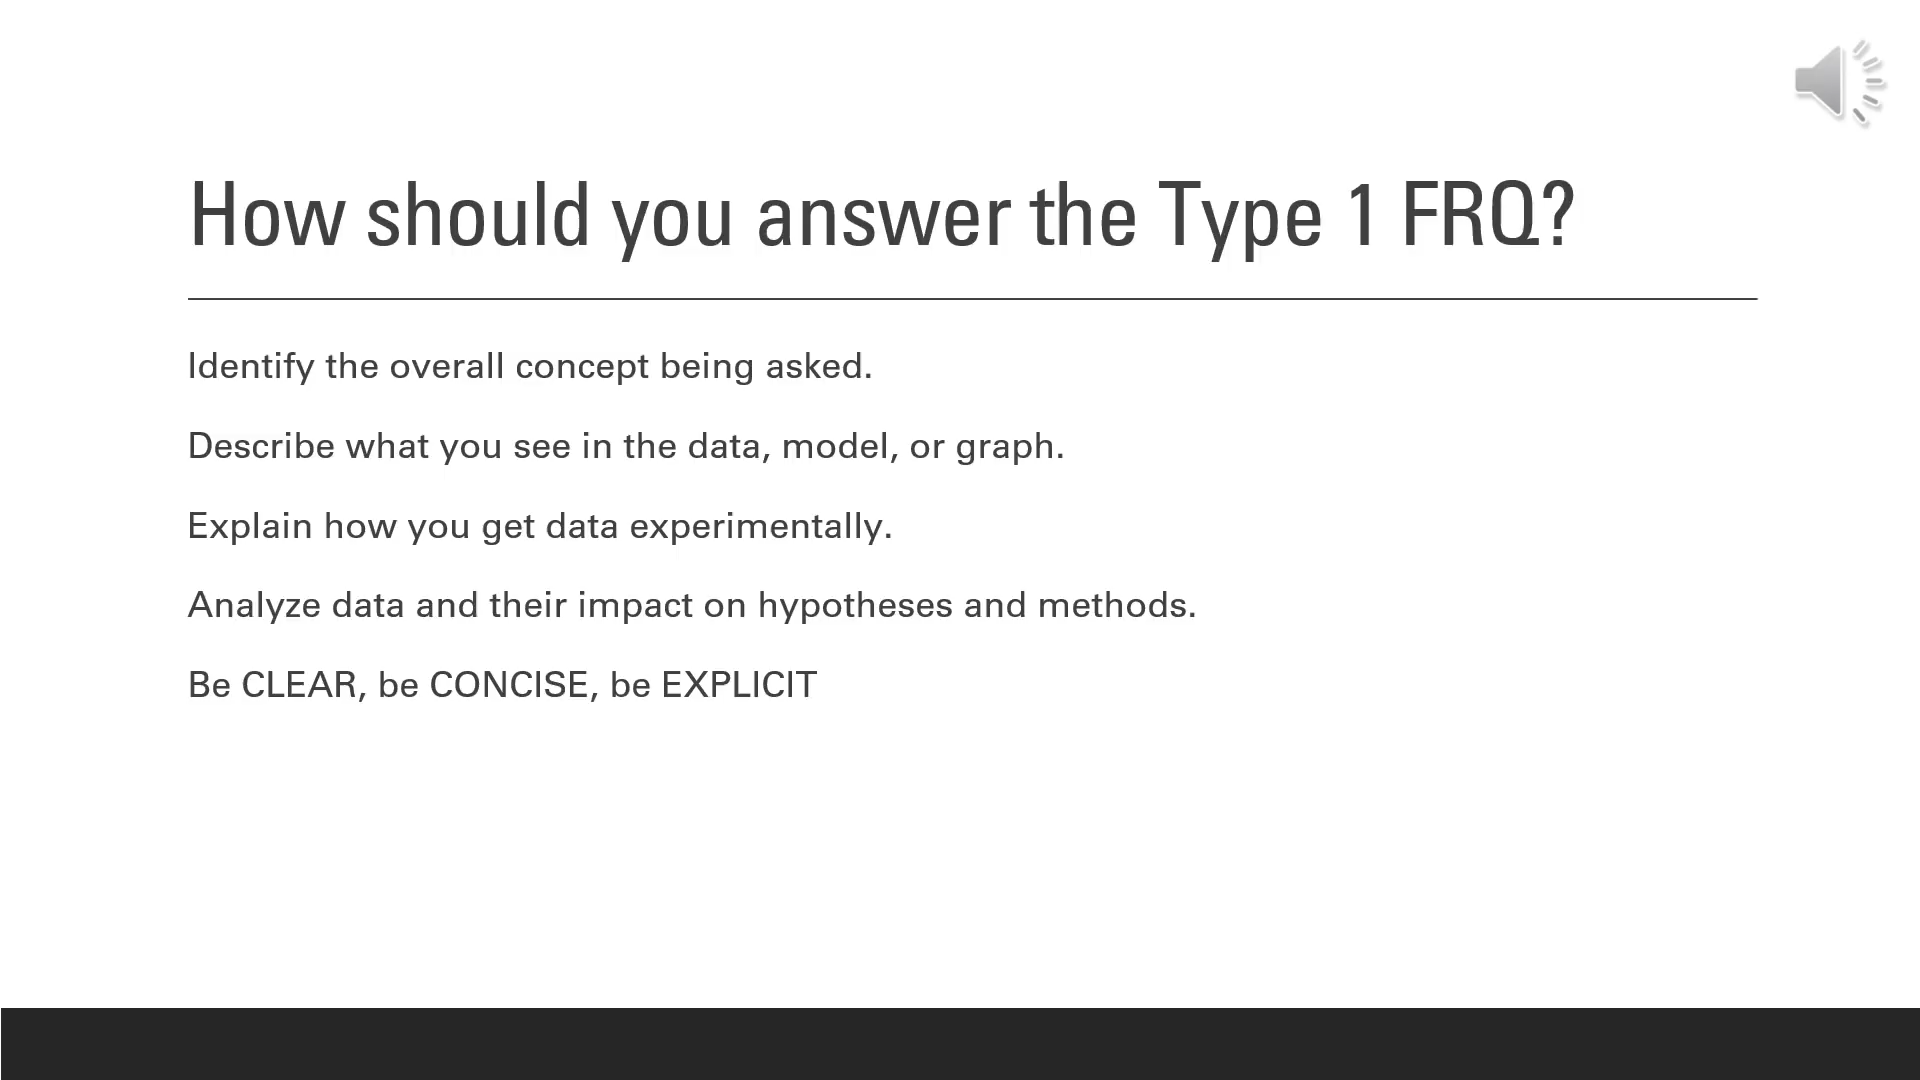 How should you answer the Type 1 FRQ?
Identify the overall concept being asked.
Describe what you see in the data, model, or graph.
Explain how you get data experimentally.
Analyze data and their impact on hypotheses and methods.
Be CLEAR, be CONCISE, be EXPLICIT